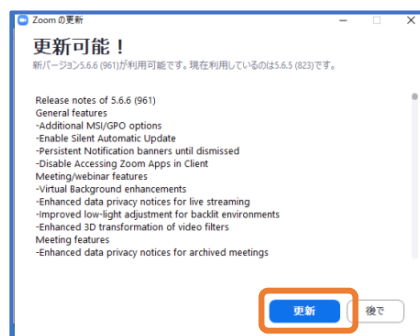 Zoom の更新
更新可能！
新バージョン5.6.6 (961)が利用可能です。現在利用しているのは5.6.5 (823)です。
Release notes of 5.6.6 (961)
General features
-Additional MSI/GPO options
-Enable Silent Automatic Update
-Persistent Notification banners until dismissed
-Disable Accessing Zoom Apps in Client
Meeting/webinar features
-Virtual Background enhancements
-Enhanced data privacy notices for live streaming
-Improved low-light adjustment for backlit environments
-Enhanced 3D transformation of video filters
Meeting features
-Enhanced data privacy notices for archived meetings
更新
後で